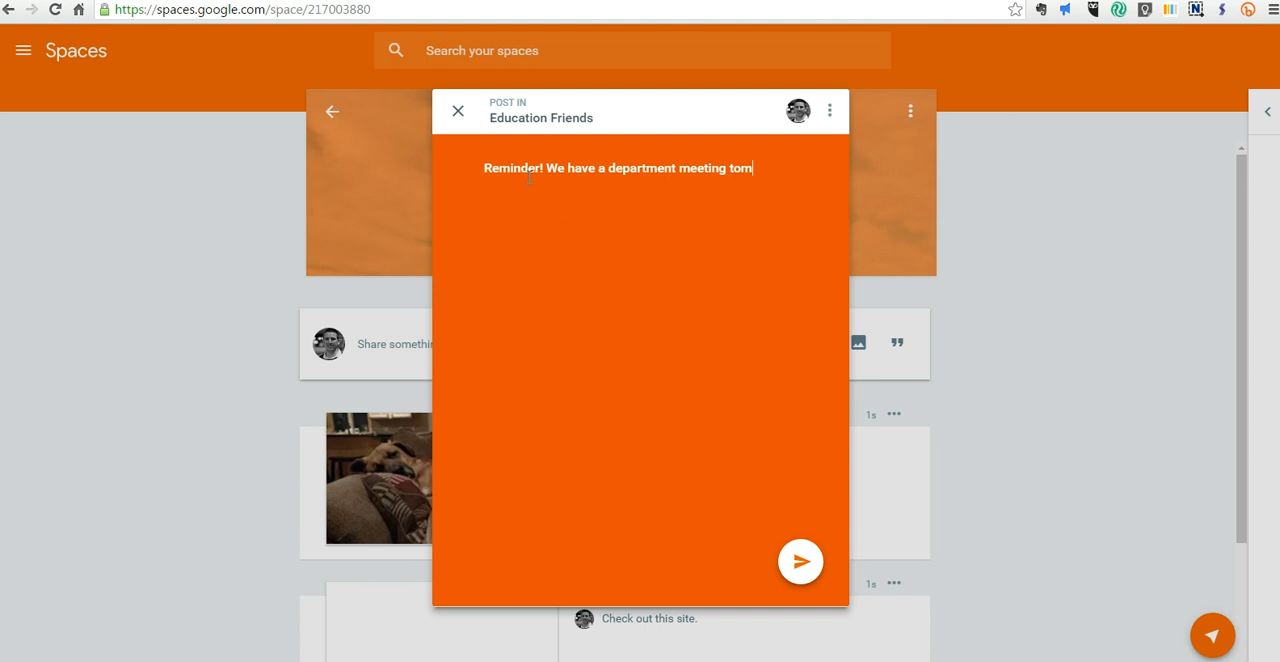 https://spaces.google.com/space/217003880
Spaces
Search your spaces
POST IN
Education Friends
Reminder! We have a department meeting tom
Share somethin
1s
1s
Check out this site.